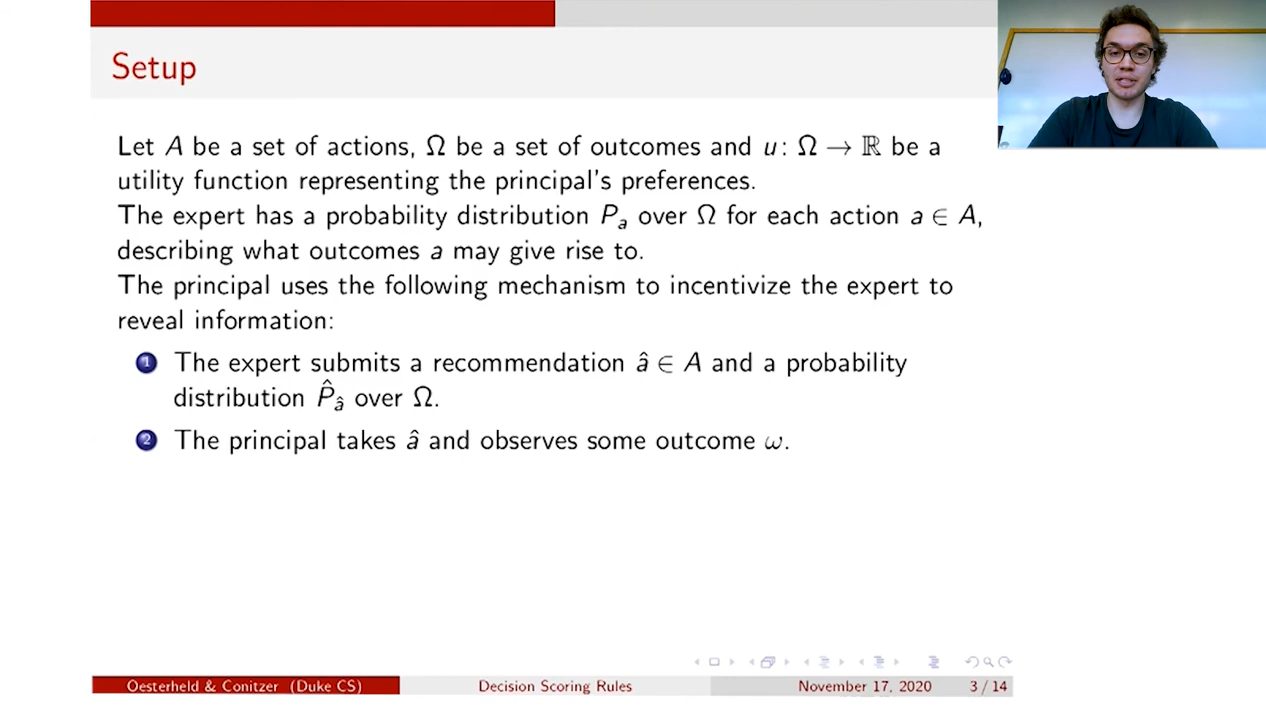 Setup
Let A be a set of actions, Ω be a set of outcomes and u: Ω → ℝ be a
utility function representing the principal's preferences.
The expert has a probability distribution Pₐ over Ω for each action a ∈ A,
describing what outcomes a may give rise to.
The principal uses the following mechanism to incentivize the expert to
reveal information:
1 The expert submits a recommendation â ∈ A and a probability
distribution P̂_â over Ω.
2 The principal takes â and observes some outcome ω.
Oesterheld & Conitzer (Duke CS) Decision Scoring Rules November 17, 2020 3 / 14